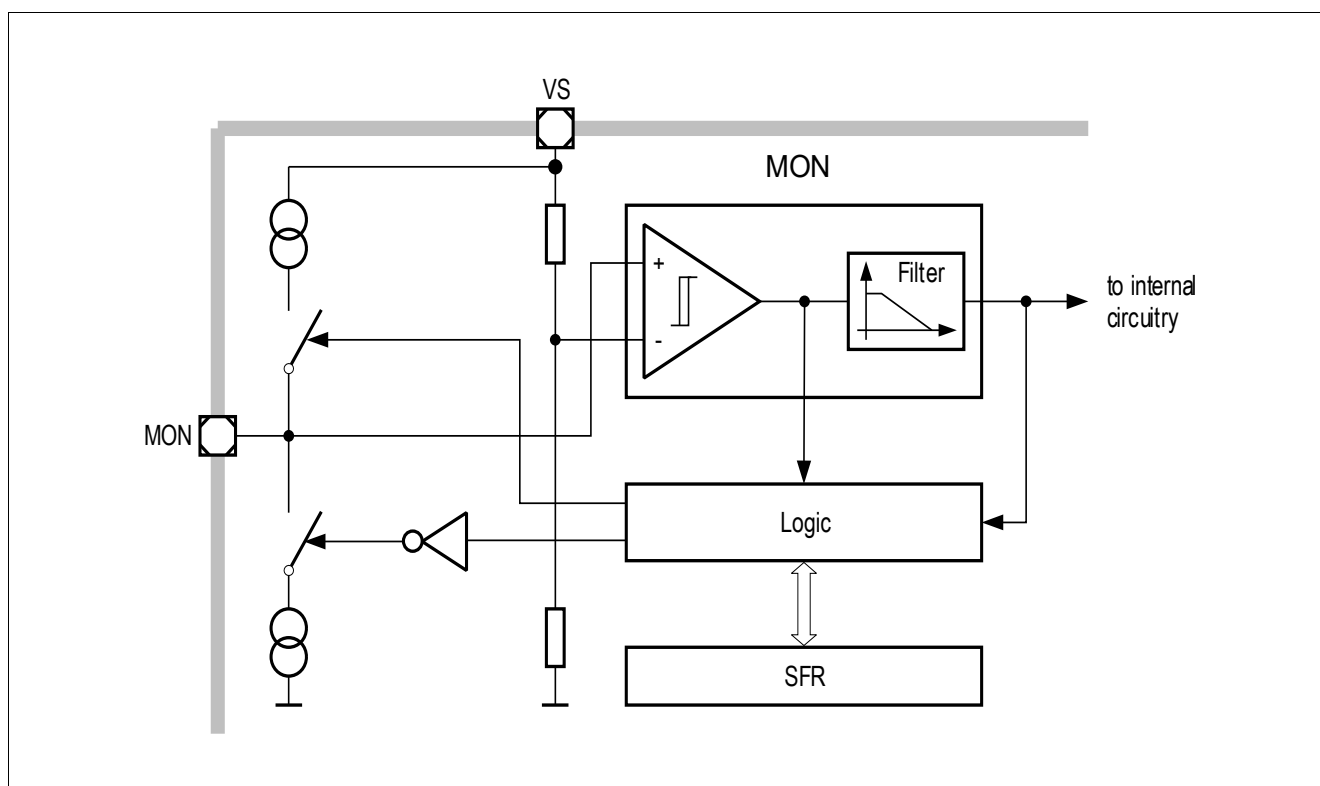 VS
MON
+
Filter
-
to internal
circuitry
MON
Logic
SFR